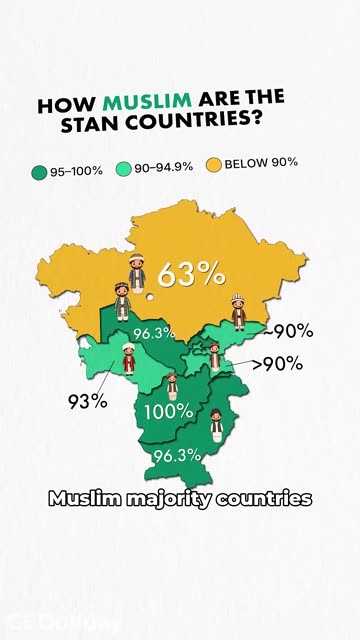 HOW MUSLIM ARE THE
STAN COUNTRIES?
95–100%
90–94.9%
BELOW 90%
63%
96.3%
~90%
>90%
93%
100%
96.3%
Muslim majority countries